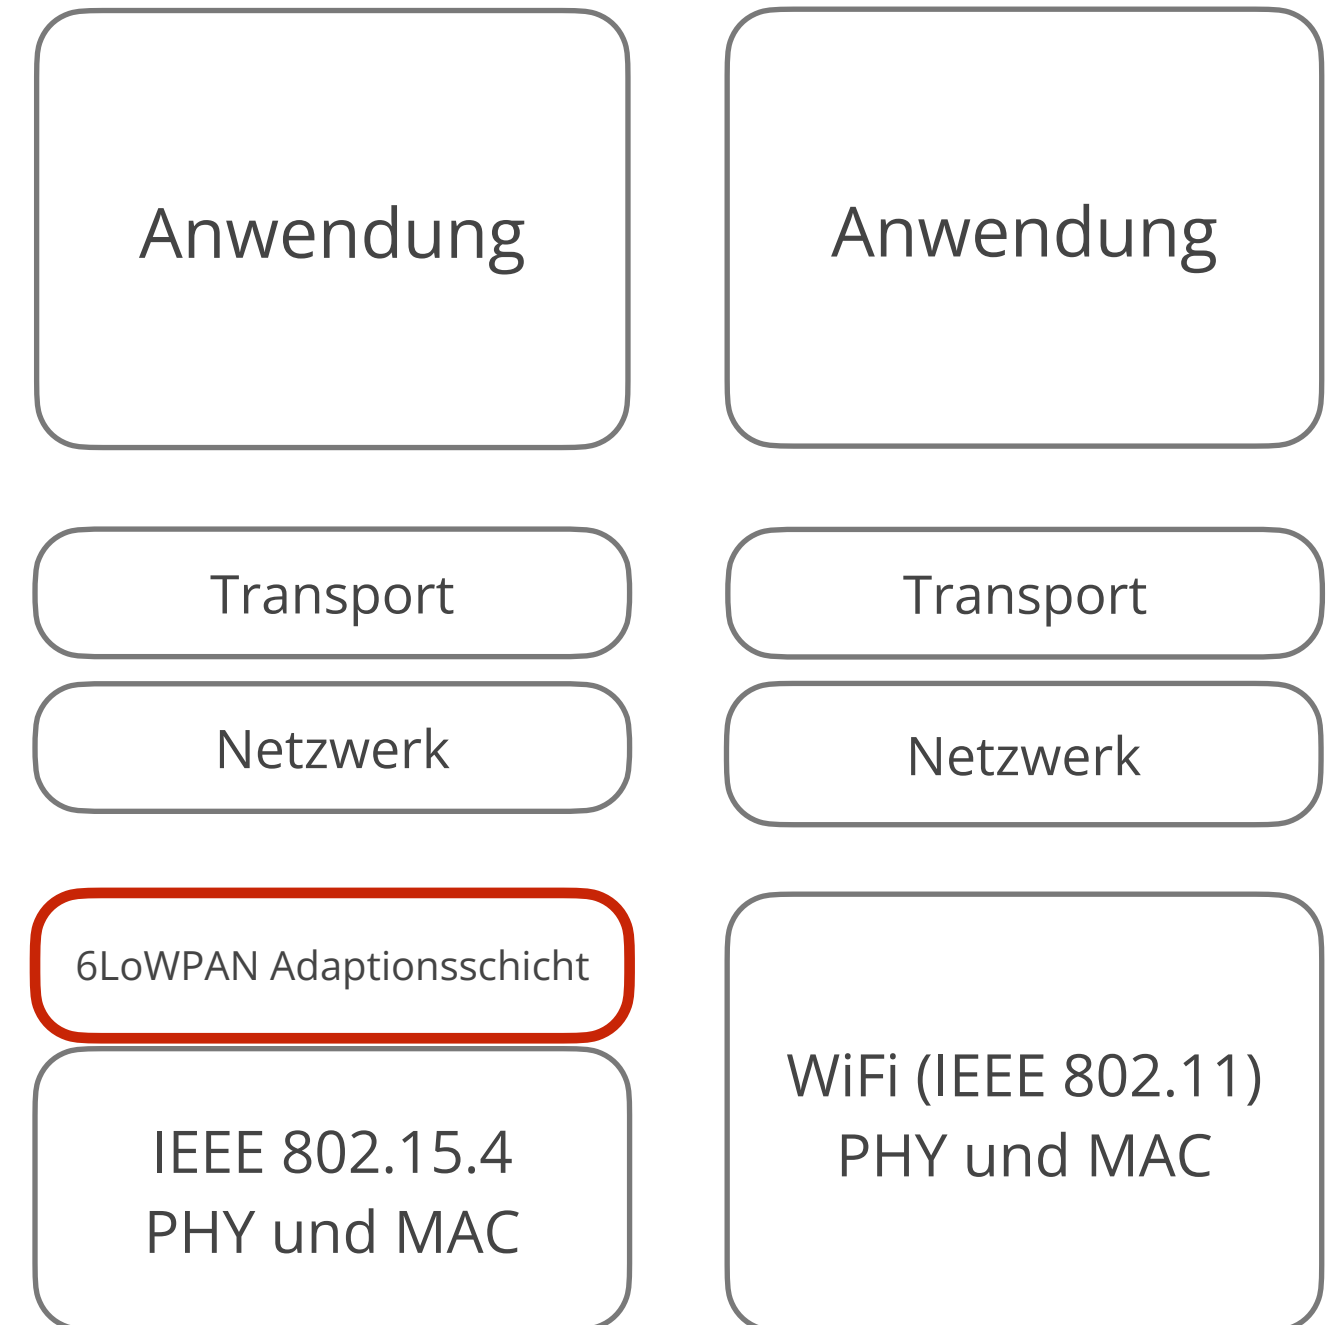 Anwendung
Transport
Netzwerk
6LoWPAN Adaptionsschicht
IEEE 802.15.4
PHY und MAC
Anwendung
Transport
Netzwerk
WiFi (IEEE 802.11)
PHY und MAC